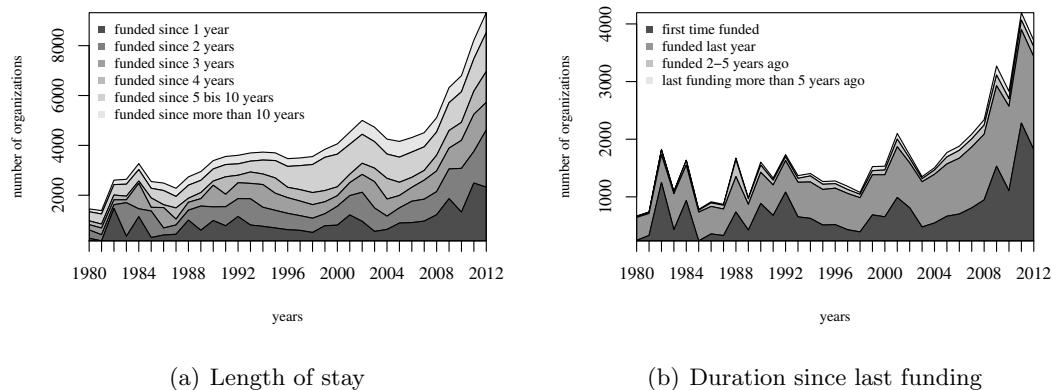 number of organizations
8000
6000
4000
2000
funded since 1 year
funded since 2 years
funded since 3 years
funded since 4 years
funded since 5 bis 10 years
funded since more than 10 years
1980 1984 1988 1992 1996 2000 2004 2008 2012
years
(a) Length of stay
number of organizations
4000
3000
2000
1000
first time funded
funded last year
funded 2−5 years ago
last funding more than 5 years ago
1980 1984 1988 1992 1996 2000 2004 2008 2012
years
(b) Duration since last funding